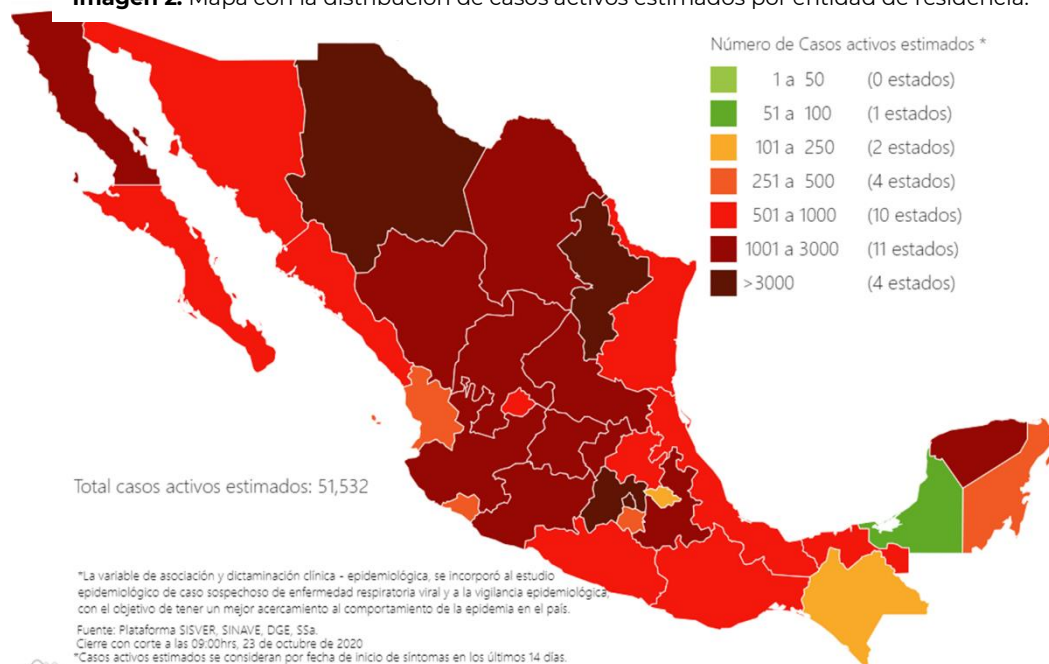 Imagen 2. Mapa con la distribución de casos activos estimados por entidad de residencia.
Número de Casos activos estimados *
1 a 50 (0 estados)
51 a 100 (1 estados)
101 a 250 (2 estados)
251 a 500 (4 estados)
501 a 1000 (10 estados)
1001 a 3000 (11 estados)
>3000 (4 estados)
Total casos activos estimados: 51,532
*La variable de asociación y dictaminación clínica - epidemiológica, se incorporó al estudio
epidemiológico de caso sospechoso de enfermedad respiratoria viral y a la vigilancia epidemiológica,
con el objetivo de tener un mejor acercamiento al comportamiento de la epidemia en el país.
Fuente: Plataforma SISVER, SINAVE, DGE, SSa.
Cierre con corte a las 09:00hrs, 23 de octubre de 2020
*Casos activos estimados se consideran por fecha de inicio de síntomas en los últimos 14 días.